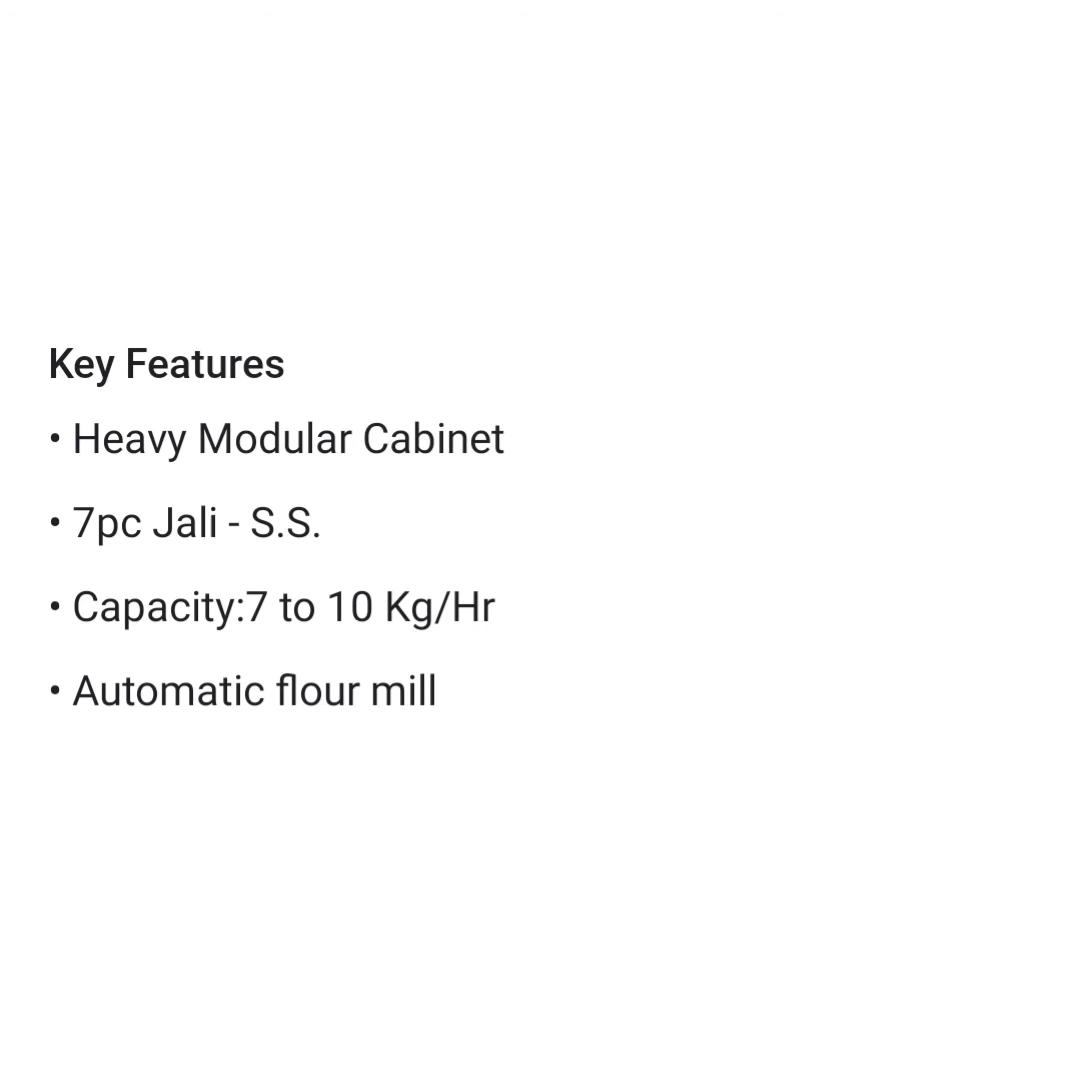 Key Features
• Heavy Modular Cabinet
• 7pc Jali - S.S.
• Capacity:7 to 10 Kg/Hr
• Automatic flour mill